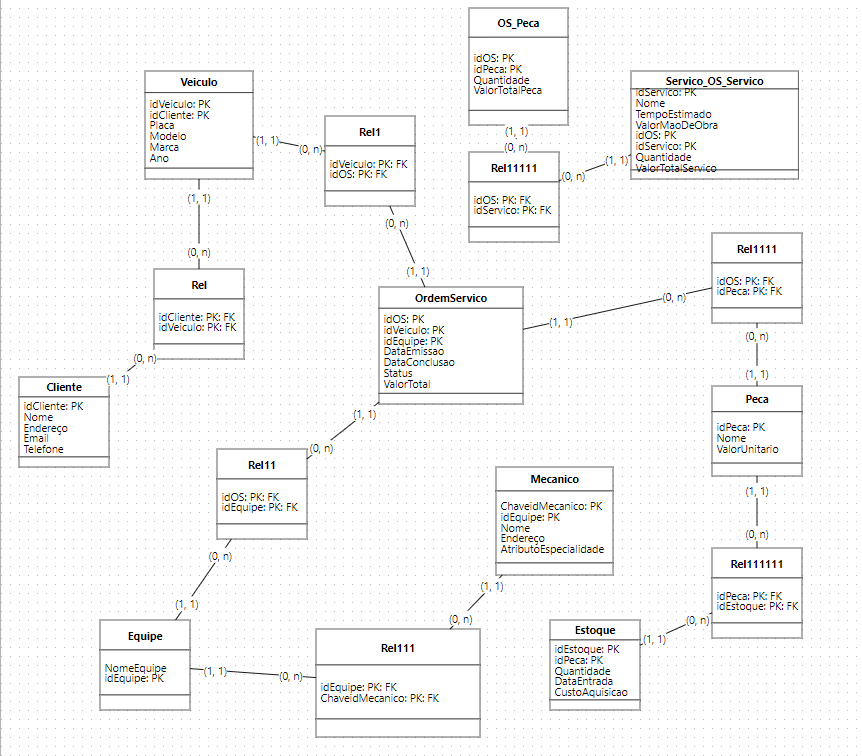 OS_Peca
idOS: PK
idPeca: PK
Quantidade
ValorTotalPeca
(1, 1)
(0, n)
Servico_OS_Servico
idServico: PK
Nome
TempoEstimado
ValorMaoDeObra
idOS: PK
idServico: PK
Quantidade
ValorTotalServico
(1, 1)
(0, n)
Rel11111
idOS: PK: FK
idServico: PK: FK
Veiculo
idVeiculo: PK
idCliente: PK
Placa
Modelo
Marca
Ano
(1, 1)
(0, n)
Rel1
idVeiculo: PK: FK
idOS: PK: FK
(0, n)
(1, 1)
(1, 1)
(0, n)
Rel
idCliente: PK: FK
idVeiculo: PK: FK
(0, n)
(1, 1)
Cliente
idCliente: PK
Nome
Endereço
Email
Telefone
OrdemServico
idOS: PK
idVeiculo: PK
idEquipe: PK
DataEmissao
DataConclusao
Status
ValorTotal
(1, 1)
(0, n)
Rel1111
idOS: PK: FK
idPeca: PK: FK
(0, n)
(1, 1)
Peca
idPeca: PK
Nome
ValorUnitario
(1, 1)
(0, n)
(1, 1)
(0, n)
Rel11
idOS: PK: FK
idEquipe: PK: FK
(0, n)
(1, 1)
Mecanico
ChaveidMecanico: PK
idEquipe: PK
Nome
Endereço
AtributoEspecialidade
(1, 1)
(0, n)
Rel111111
idPeca: PK: FK
idEstoque: PK: FK
(0, n)
(1, 1)
Equipe
NomeEquipe
idEquipe: PK
(1, 1)
(0, n)
Rel111
idEquipe: PK: FK
ChaveidMecanico: PK: FK
Estoque
idEstoque: PK
idPeca: PK
Quantidade
DataEntrada
CustoAquisicao